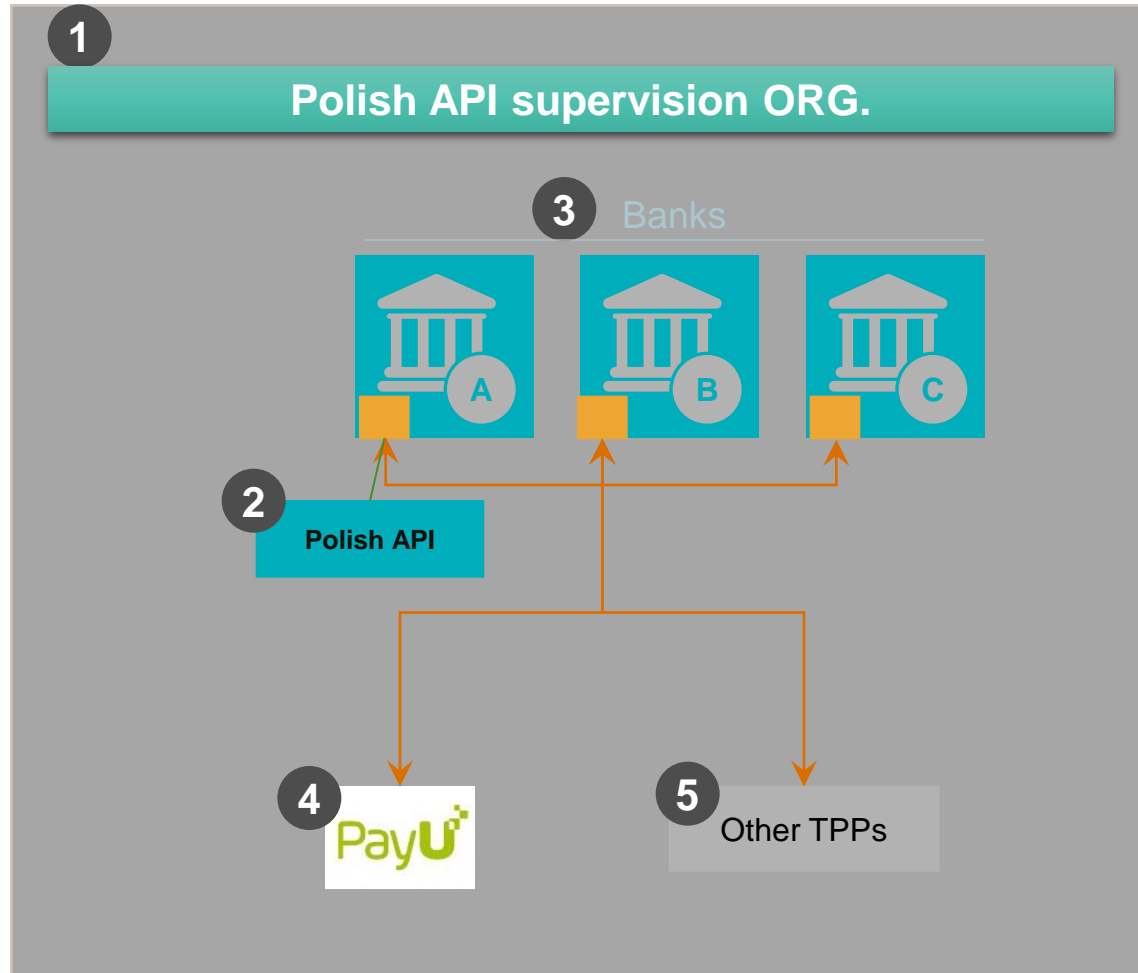 1
Polish API supervision ORG.
3 Banks
A B C
2
Polish API
4
PayU
5
Other TPPs